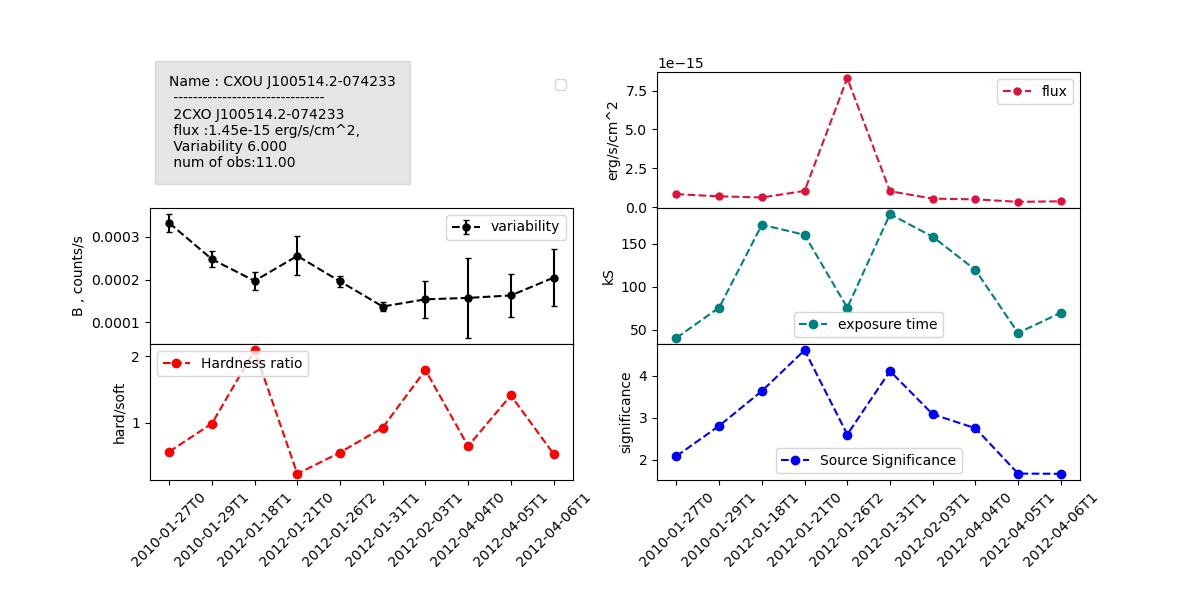 Name : CXOU J100514.2-074233
-------------------------------
2CXO J100514.2-074233
flux :1.45e-15 erg/s/cm^2,
Variability 6.000
num of obs:11.00
0.0003
0.0002
0.0001
B , counts/s
variability
2
1
hard/soft
Hardness ratio
2010-01-27T0
2010-01-29T1
2012-01-18T1
2012-01-21T0
2012-01-26T2
2012-01-31T1
2012-02-03T1
2012-04-04T0
2012-04-05T1
2012-04-06T1
1e−15
7.5
5.0
2.5
0.0
erg/s/cm^2
flux
150
100
50
kS
exposure time
4
3
2
significance
Source Significance
2010-01-27T0
2010-01-29T1
2012-01-18T1
2012-01-21T0
2012-01-26T2
2012-01-31T1
2012-02-03T1
2012-04-04T0
2012-04-05T1
2012-04-06T1